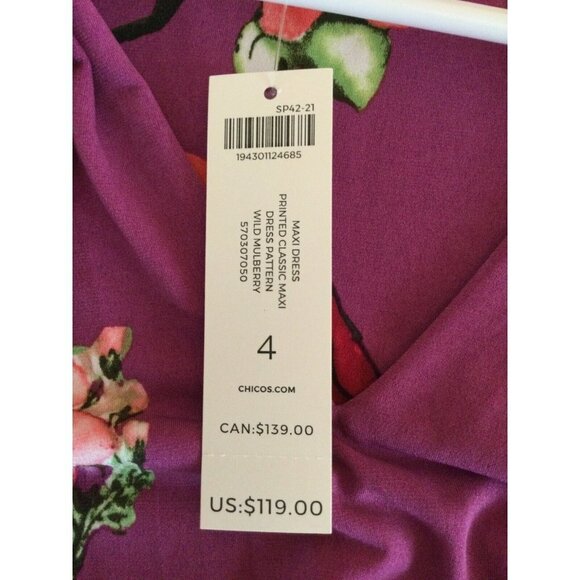 SP42-21
194301124685
MAXI DRESS
PRINTED CLASSIC MAXI
DRESS PATTERN
WILD MULBERRY
570307050
4
CHICOS.COM
CAN:$139.00
US:$119.00